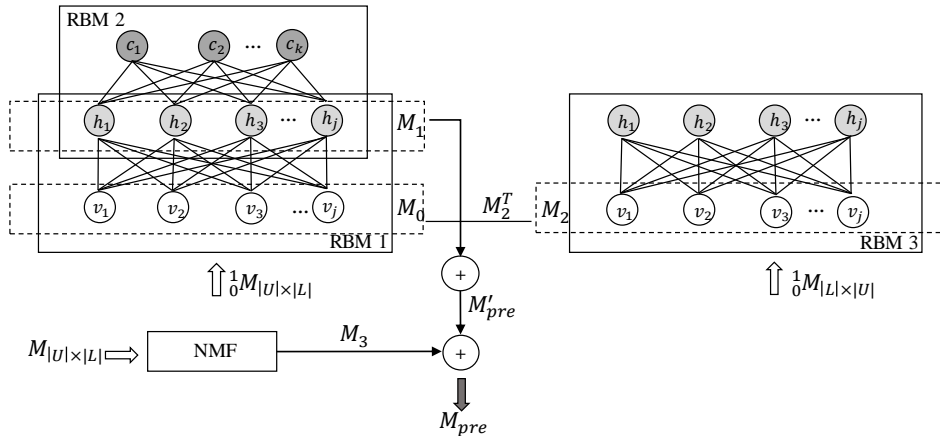 RBM 2
c₁ c₂ ... cₖ
h₁ h₂ h₃ ... hⱼ
M₁
v₁ v₂ v₃ ... vⱼ
M₀
RBM 1
M₂ᵀ
h₁ h₂ h₃ ... hⱼ
v₁ v₂ v₃ ... vⱼ
M₂
RBM 3
¹₀M|U|×|L|
+
¹₀M|L|×|U|
M′pre
M|U|×|L|
NMF
M₃
+
Mpre